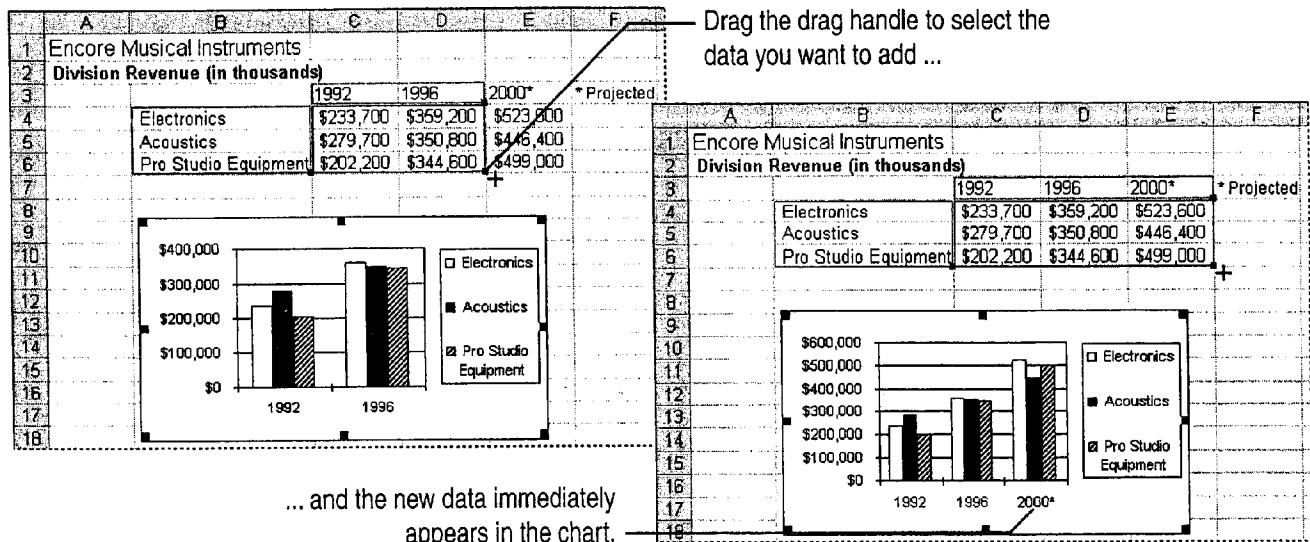 Drag the drag handle to select the
data you want to add ...
A B C D E F
1 Encore Musical Instruments
2 Division Revenue (in thousands)
3 1992 1996 2000* * Projected
4 Electronics $233,700 $359,200 $523,600
5 Acoustics $279,700 $350,800 $446,400
6 Pro Studio Equipment $202,200 $344,600 $499,000
7
8
9
10
11
12
13
14
15
16
17
18
$400,000
$300,000
$200,000
$100,000
$0
1992 1996
Electronics
Acoustics
Pro Studio
Equipment
A B C D E F
1 Encore Musical Instruments
2 Division Revenue (in thousands)
3 1992 1996 2000* * Projected
4 Electronics $233,700 $359,200 $523,600
5 Acoustics $279,700 $350,800 $446,400
6 Pro Studio Equipment $202,200 $344,600 $499,000
7
8
9
10
11
12
13
14
15
16
17
18
$600,000
$500,000
$400,000
$300,000
$200,000
$100,000
$0
1992 1996 2000*
Electronics
Acoustics
Pro Studio
Equipment
... and the new data immediately
appears in the chart.